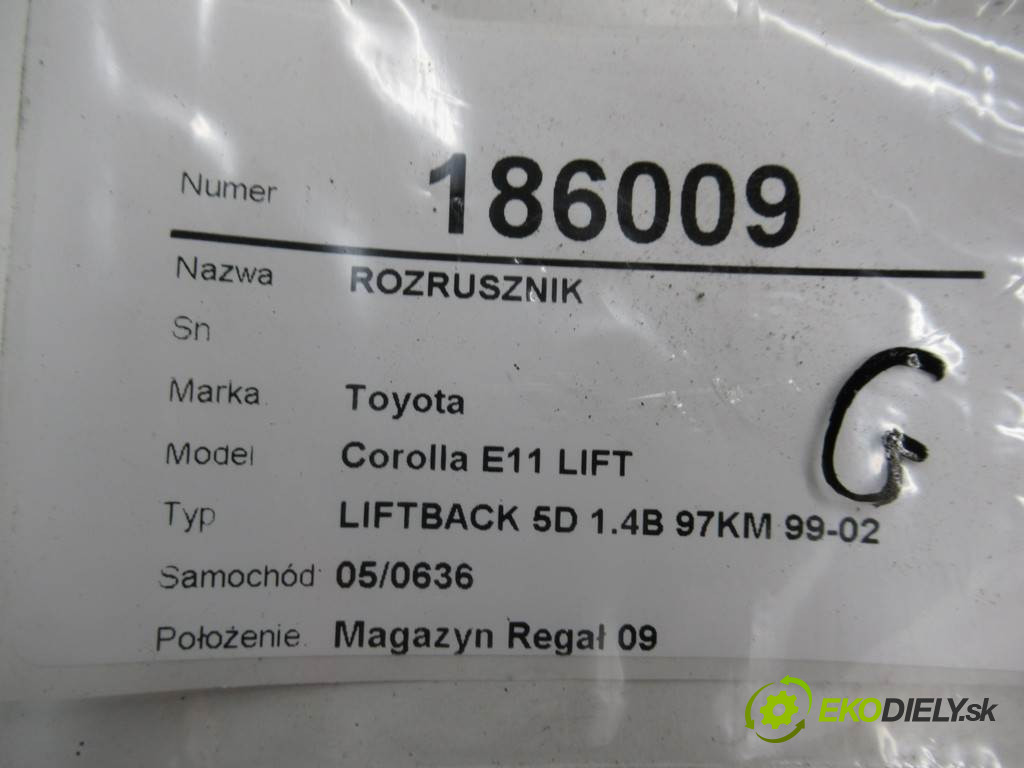 Numer 186009
Nazwa ROZRUSZNIK
Sn
Marka Toyota
Model Corolla E11 LIFT
Typ LIFTBACK 5D 1.4B 97KM 99-02
G
Samochód 05/0636
Położenie Magazyn Regał 09
EKODIELY.sk